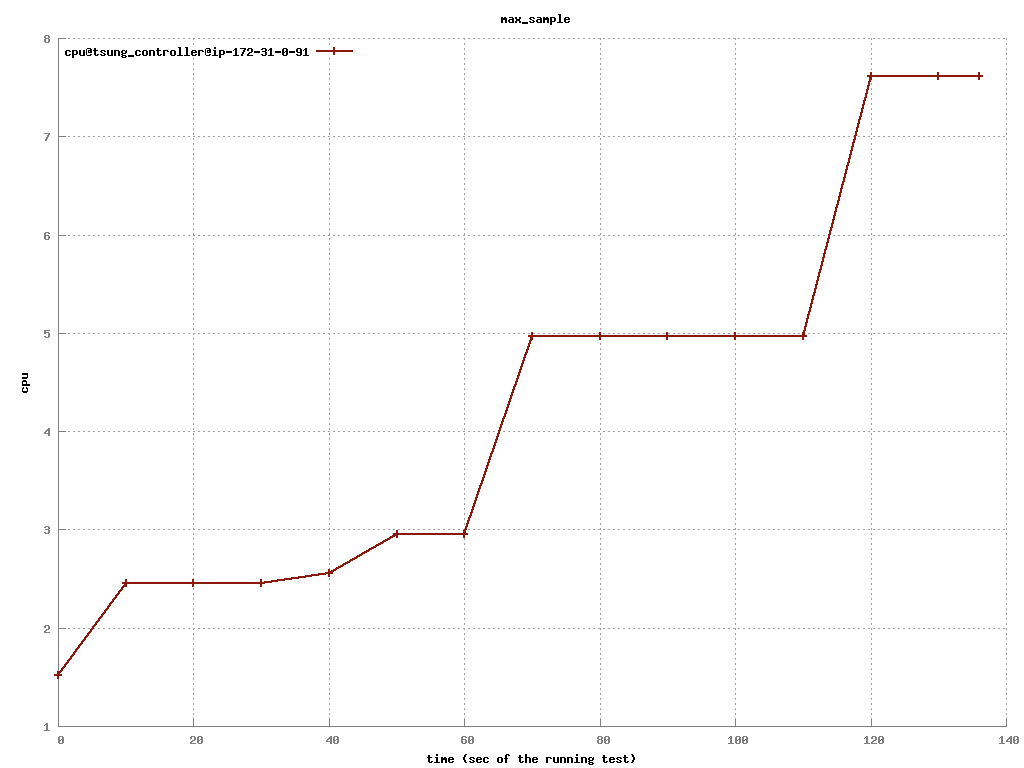 max_sample
cpu@tsung_controller@ip-172-31-0-91
8
7
6
5
4
3
2
1
cpu
0 20 40 60 80 100 120 140
time (sec of the running test)